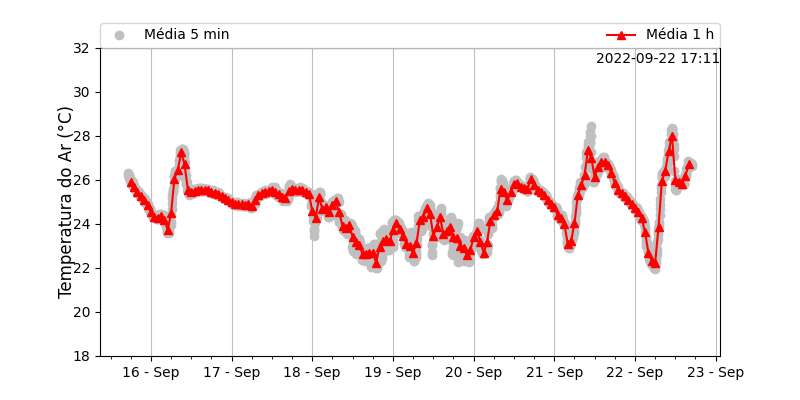 Média 5 min
Média 1 h
2022-09-22 17:11
Temperatura do Ar (°C)
32
30
28
26
24
22
20
18
16 - Sep
17 - Sep
18 - Sep
19 - Sep
20 - Sep
21 - Sep
22 - Sep
23 - Sep